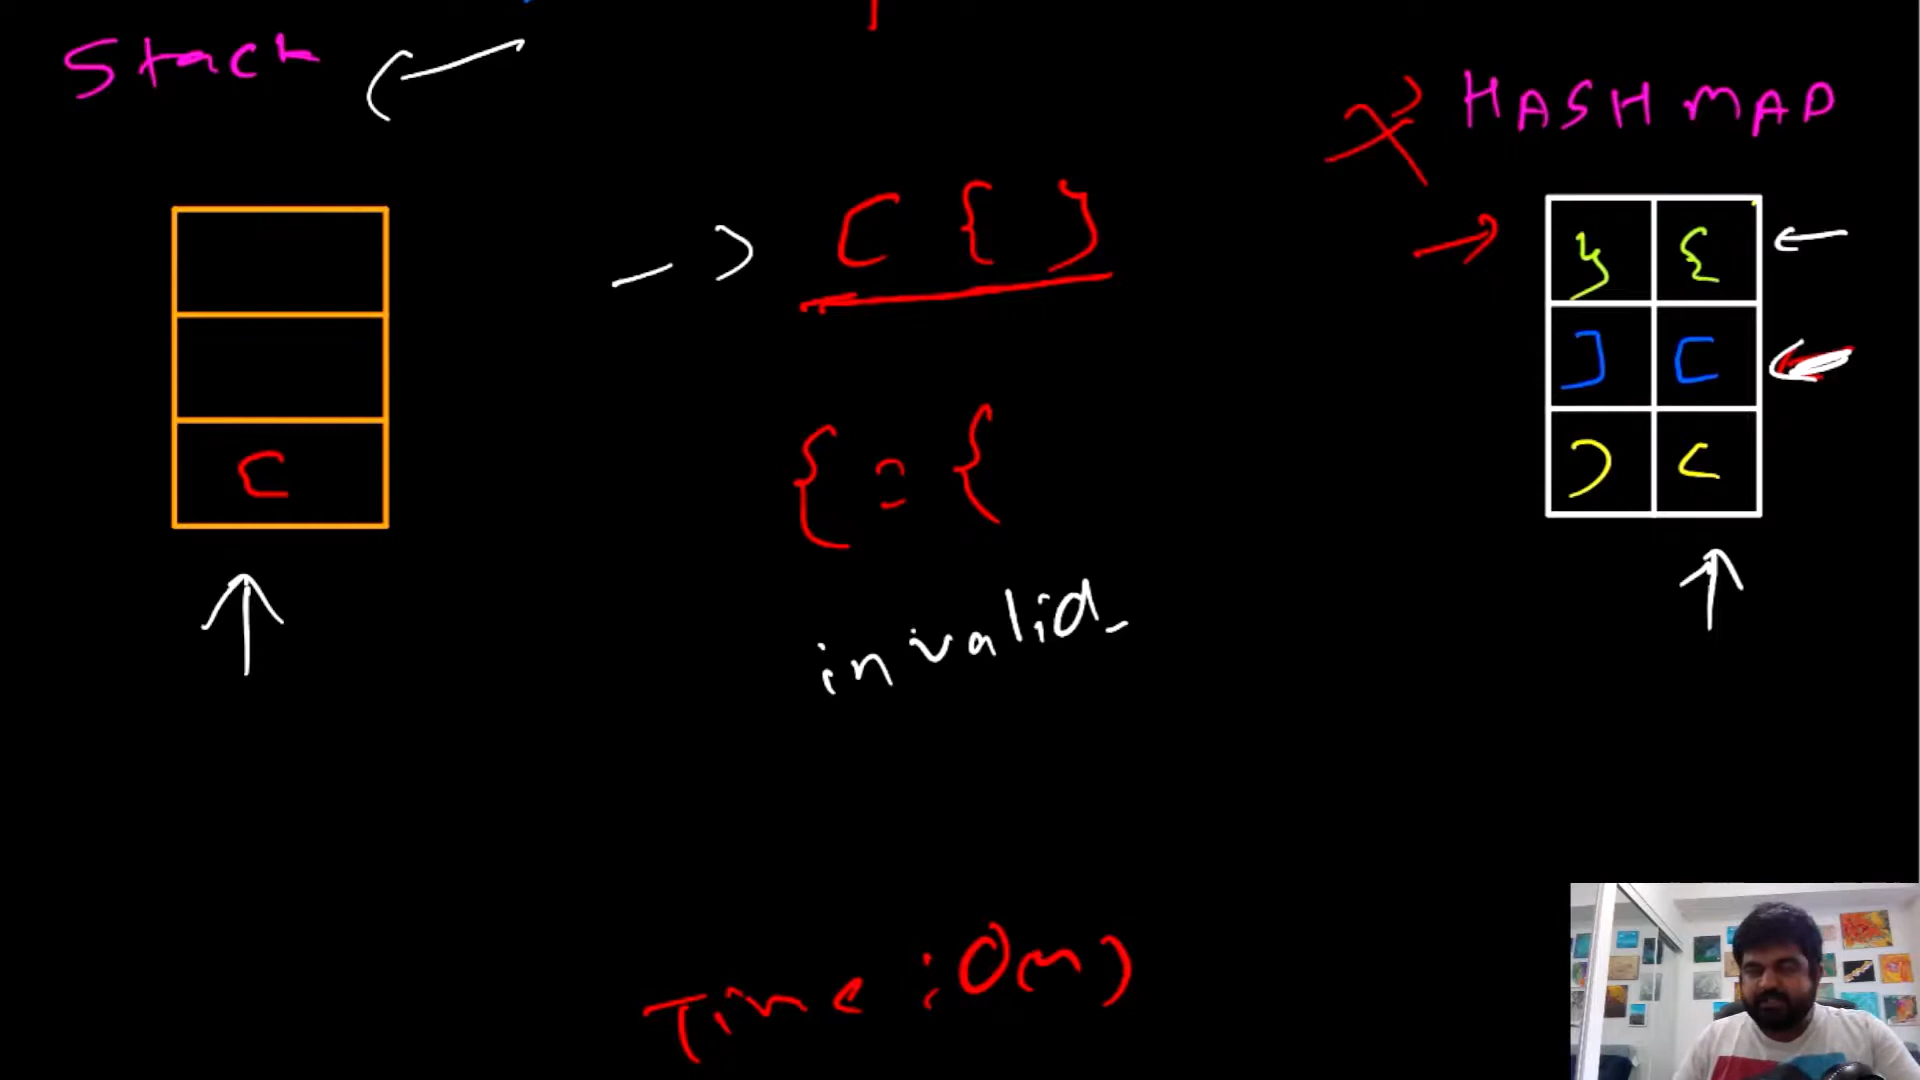 Stack
HASHMAP
[ { }
} {
] [
) (
[
{ = {
invalid
Time : O(n)